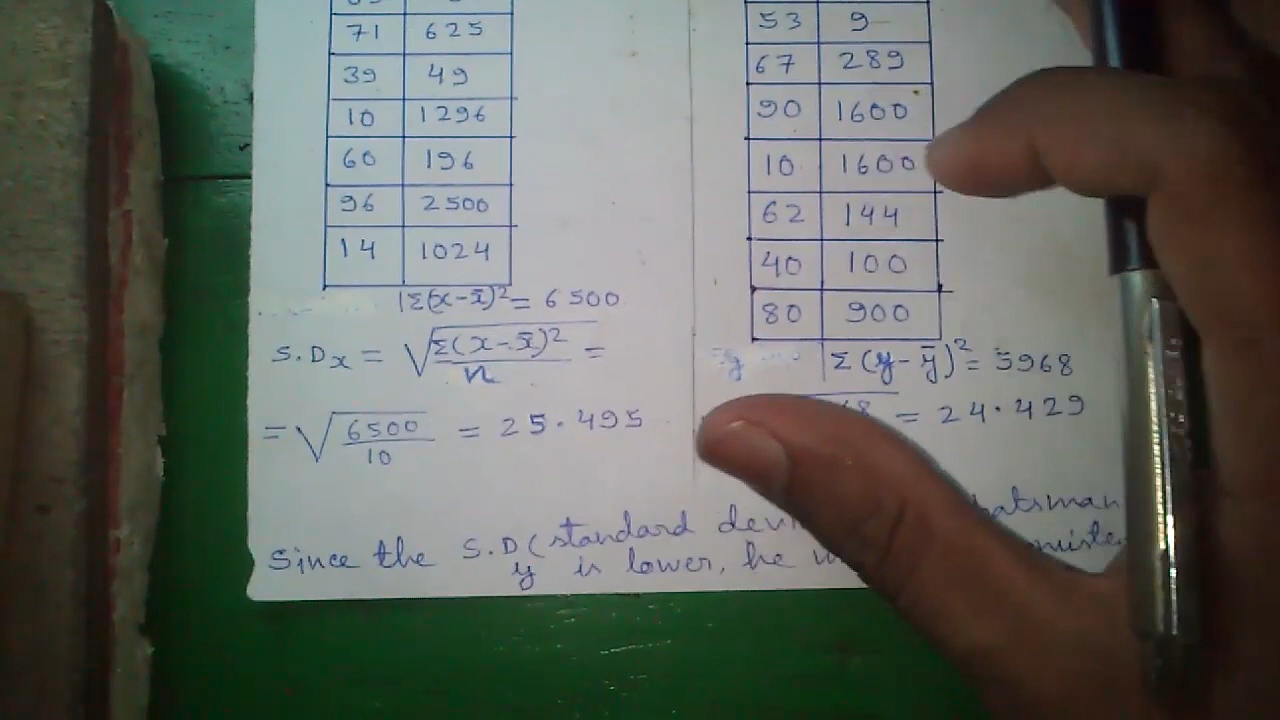 71 625
39 49
10 1296
60 196
96 2500
14 1024
Σ(x-x̄)² = 6500
S.Dx = √Σ(x-x̄)²/n =
= √6500/10 = 25.495
53 9
67 289
90 1600
10 1600
62 144
40 100
80 900
Σ(y-ȳ)² = 5968
= 24.429
Since the S.D (standard batsman
y is lower, he